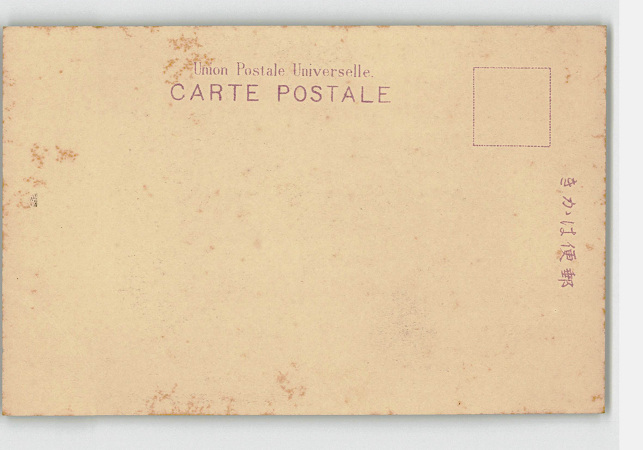 Union Postale Universelle.
CARTE POSTALE
きかは便郵